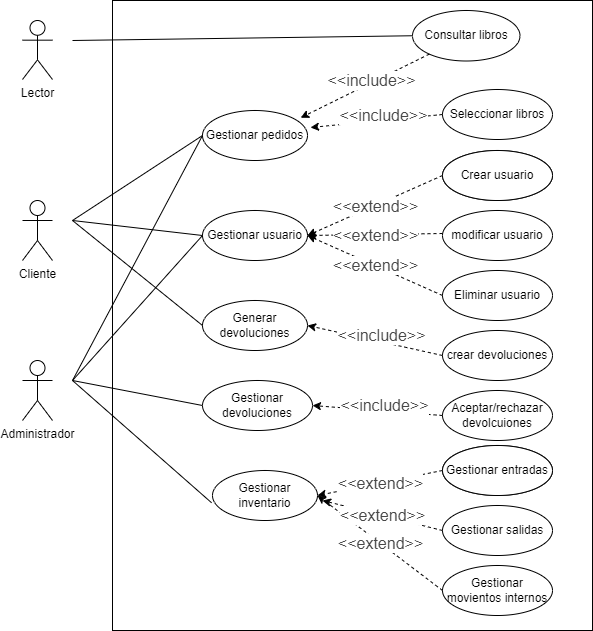 Consultar libros
Lector
<<include>>
Seleccionar libros
<<include>>
Gestionar pedidos
Crear usuario
<<extend>>
Gestionar usuario
<<extend>>
modificar usuario
Cliente
<<extend>>
Eliminar usuario
Generar
devoluciones
<<include>>
crear devoluciones
Gestionar
devoluciones
<<include>>
Aceptar/rechazar
devolcuiones
Administrador
Gestionar entradas
<<extend>>
Gestionar
inventario
<<extend>>
Gestionar salidas
<<extend>>
Gestionar
movientos internos